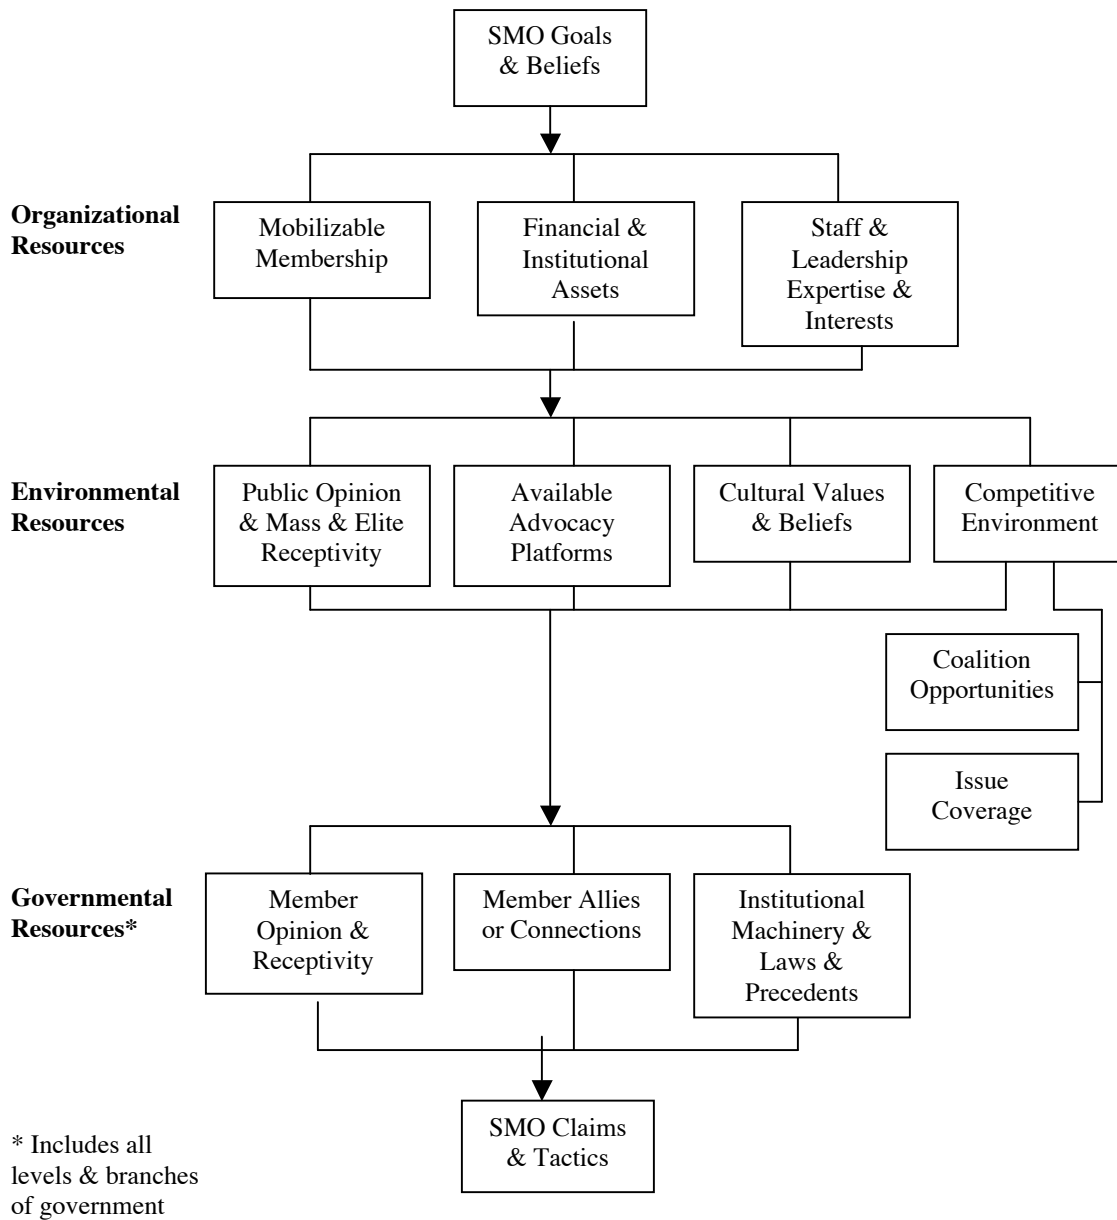 SMO Goals
& Beliefs
Organizational
Resources
Mobilizable
Membership
Financial &
Institutional
Assets
Staff &
Leadership
Expertise &
Interests
Environmental
Resources
Public Opinion
& Mass & Elite
Receptivity
Available
Advocacy
Platforms
Cultural Values
& Beliefs
Competitive
Environment
Coalition
Opportunities
Issue
Coverage
Governmental
Resources*
Member
Opinion &
Receptivity
Member Allies
or Connections
Institutional
Machinery &
Laws &
Precedents
SMO Claims
& Tactics
* Includes all
levels & branches
of government